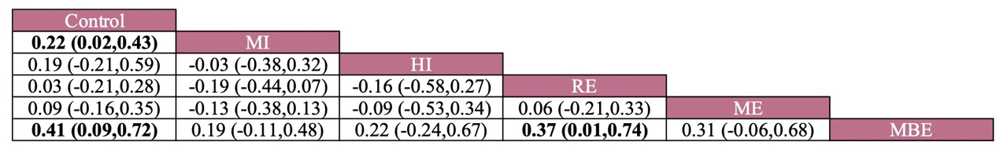 Control
0.22 (0.02,0.43) MI
0.19 (-0.21,0.59) -0.03 (-0.38,0.32) HI
0.03 (-0.21,0.28) -0.19 (-0.44,0.07) -0.16 (-0.58,0.27) RE
0.09 (-0.16,0.35) -0.13 (-0.38,0.13) -0.09 (-0.53,0.34) 0.06 (-0.21,0.33) ME
0.41 (0.09,0.72) 0.19 (-0.11,0.48) 0.22 (-0.24,0.67) 0.37 (0.01,0.74) 0.31 (-0.06,0.68) MBE